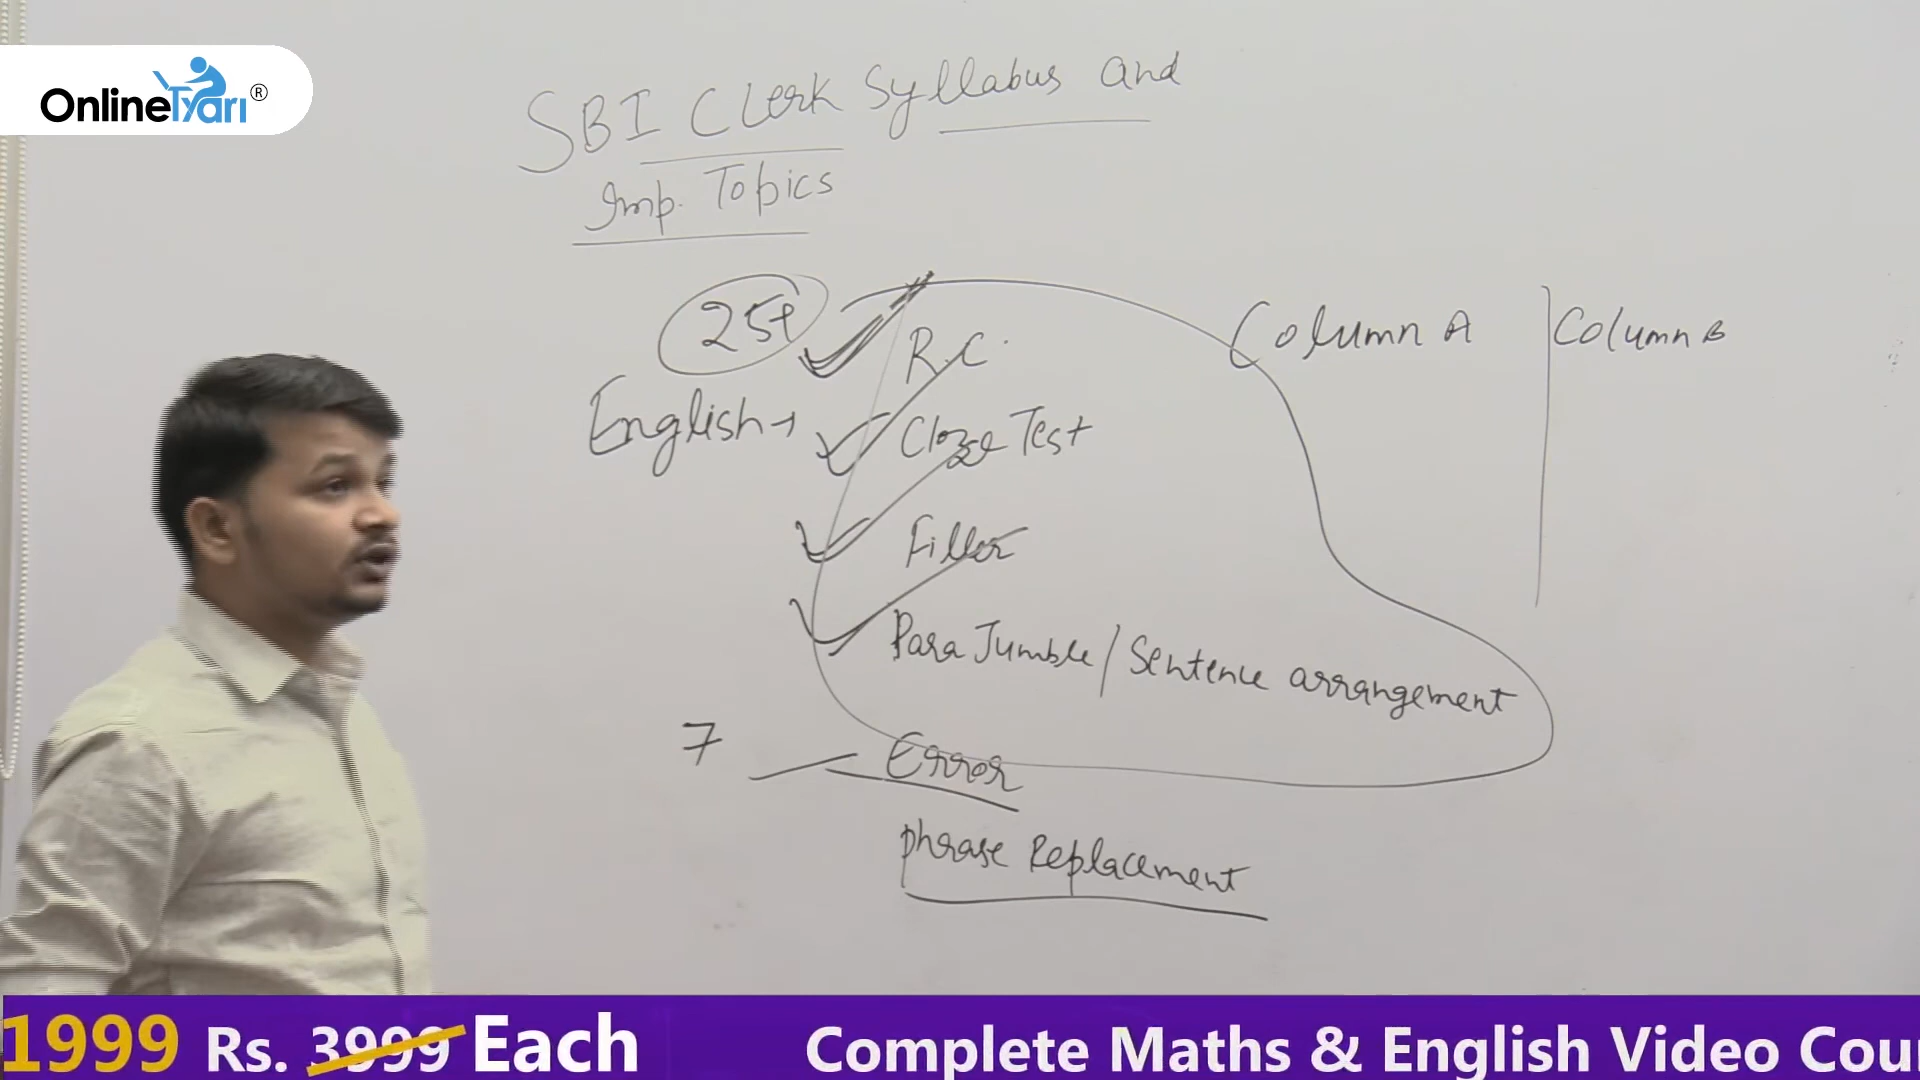 OnlineTyari®
SBI Clerk Syllabus and
Imp. Topics
25+
R.C.
Column A
Column B
English →
Cloze Test
Filler
Para Jumble / Sentence arrangement
7
Error
Phrase Replacement
1999 Rs. 3999 Each Complete Maths & English Video Cou